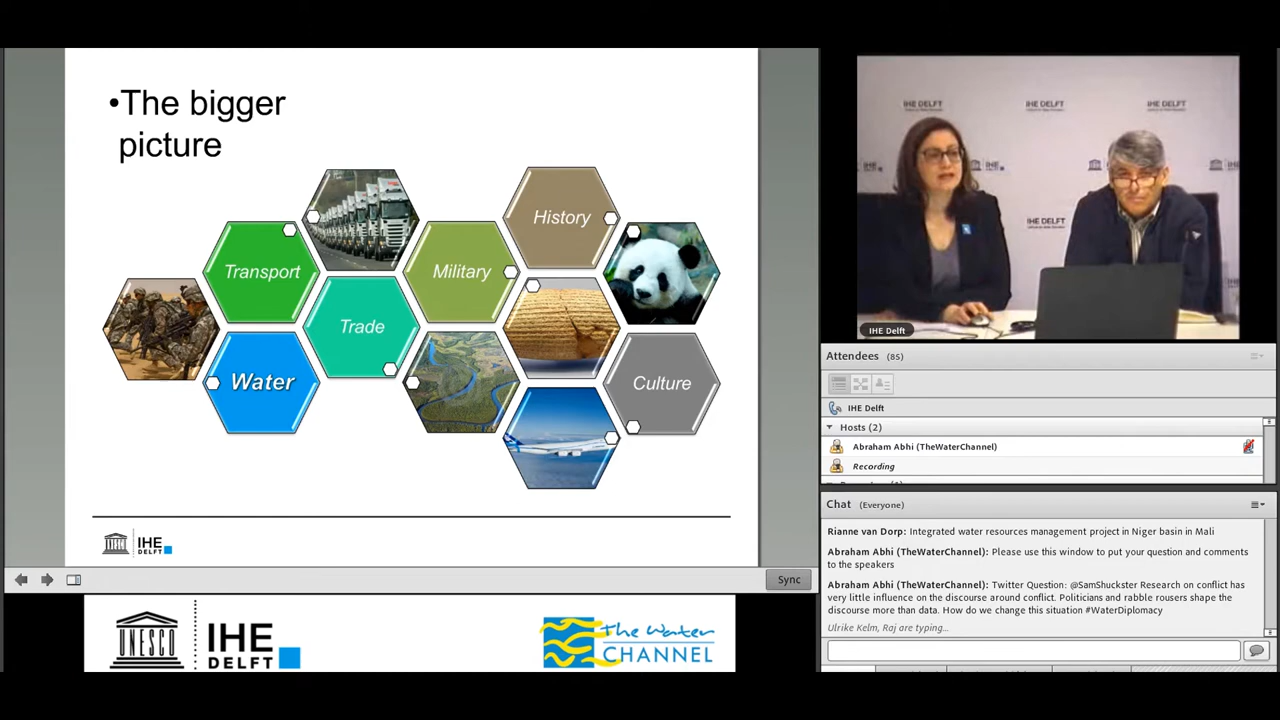 •The bigger
picture
History
Transport
Military
Trade
Water
Culture
UNESCO
IHE
DELFT
Sync
UNESCO
IHE
DELFT
The Water
CHANNEL
IHE DELFT
IHE DELFT
IHE DELFT
IHE DELFT
IHE Delft
Attendees (85)
IHE Delft
Hosts (2)
Abraham Abhi (TheWaterChannel)
Recording
Chat (Everyone)
Rianne van Dorp: Integrated water resources management project in Niger basin in Mali
Abraham Abhi (TheWaterChannel): Please use this window to put your question and comments
to the speakers
Abraham Abhi (TheWaterChannel): Twitter Question: @SamShuckster Research on conflict has
very little influence on the discourse around conflict. Politicians and rabble rousers shape the
discourse more than data. How do we change this situation #WaterDiplomacy
Ulrike Kelm, Raj are typing...